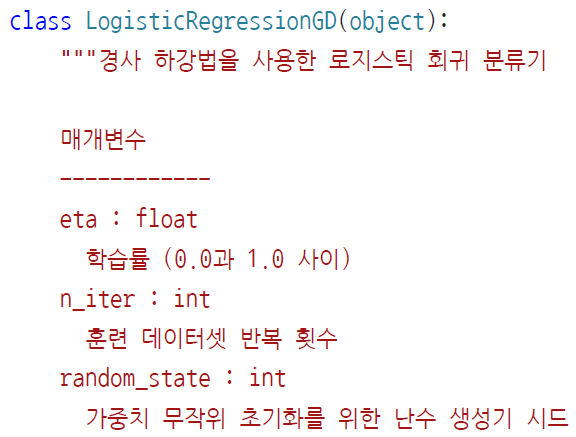 class LogisticRegressionGD(object):
"""경사 하강법을 사용한 로지스틱 회귀 분류기
매개변수
------------
eta : float
학습률 (0.0과 1.0 사이)
n_iter : int
훈련 데이터셋 반복 횟수
random_state : int
가중치 무작위 초기화를 위한 난수 생성기 시드